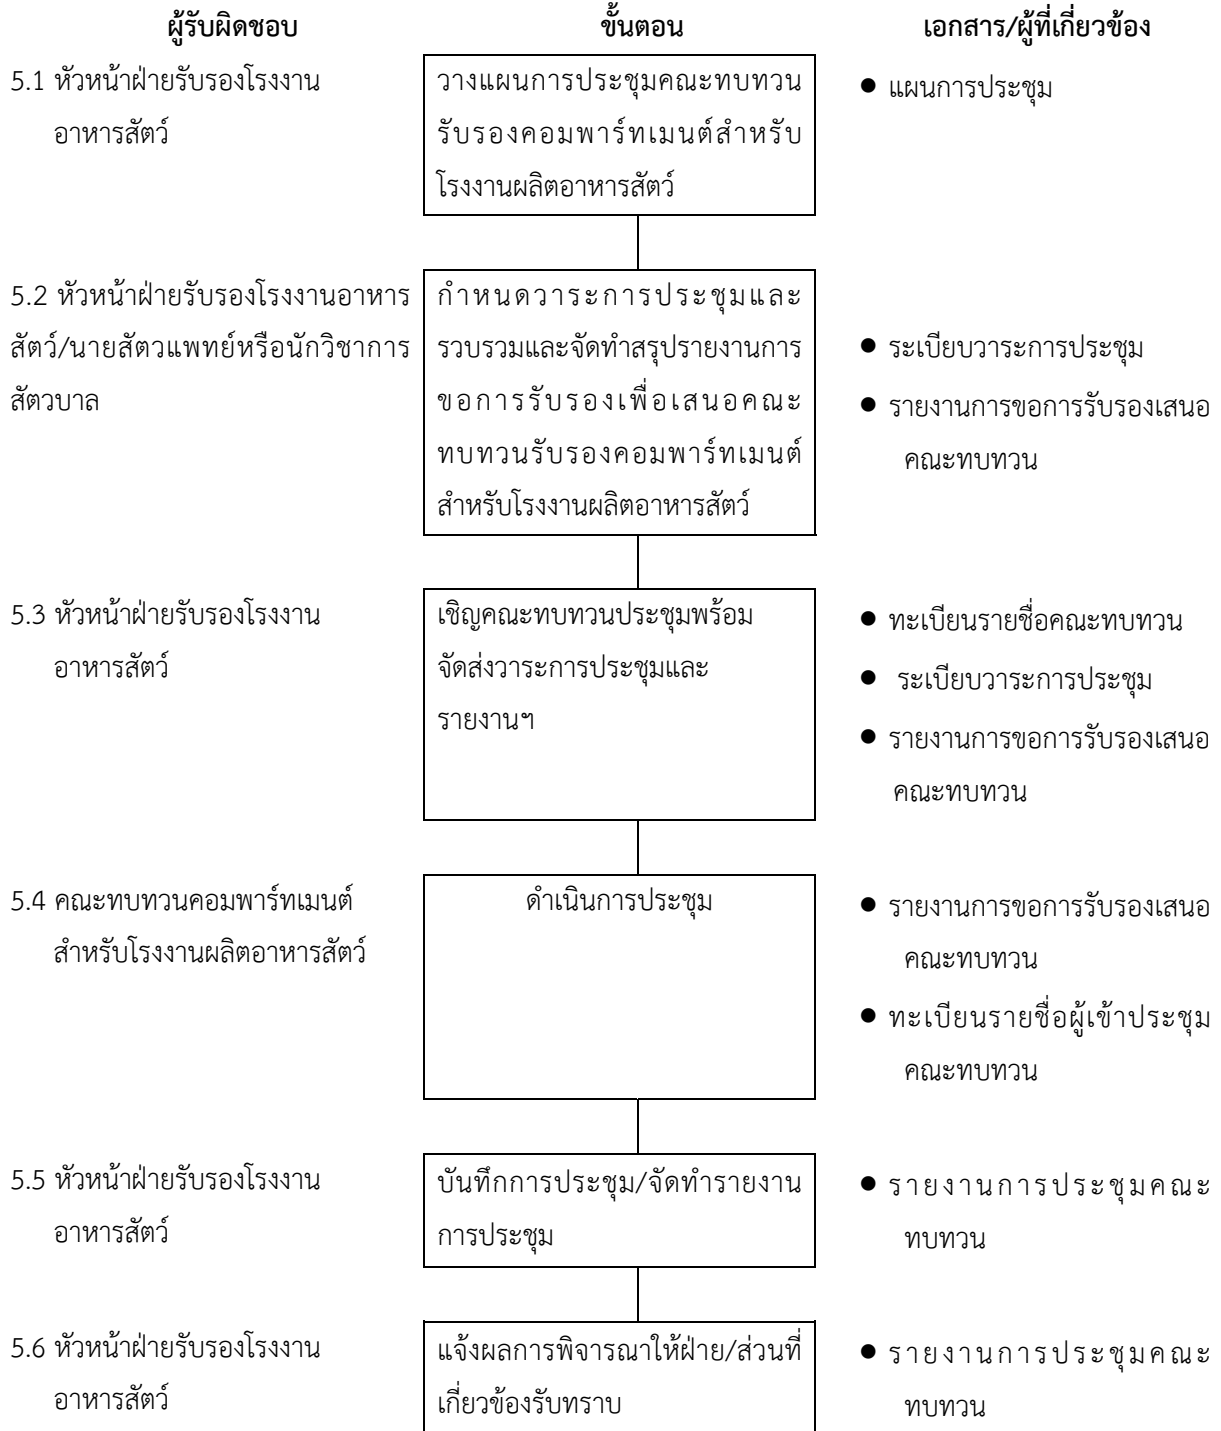 ผู้รับผิดชอบ
ขั้นตอน
เอกสาร/ผู้ที่เกี่ยวข้อง
5.1 หัวหน้าฝ่ายรับรองโรงงาน
อาหารสัตว์
วางแผนการประชุมคณะทบทวน
รับรองคอมพาร์ทเมนต์สำหรับ
โรงงานผลิตอาหารสัตว์
● แผนการประชุม
5.2 หัวหน้าฝ่ายรับรองโรงงานอาหาร
สัตว์/นายสัตวแพทย์หรือนักวิชาการ
สัตวบาล
กำหนดวาระการประชุมและ
รวบรวมและจัดทำสรุปรายงานการ
ขอการรับรองเพื่อเสนอคณะ
ทบทวนรับรองคอมพาร์ทเมนต์
สำหรับโรงงานผลิตอาหารสัตว์
● ระเบียบวาระการประชุม
● รายงานการขอการรับรองเสนอ
คณะทบทวน
5.3 หัวหน้าฝ่ายรับรองโรงงาน
อาหารสัตว์
เชิญคณะทบทวนประชุมพร้อม
จัดส่งวาระการประชุมและ
รายงานฯ
● ทะเบียนรายชื่อคณะทบทวน
● ระเบียบวาระการประชุม
● รายงานการขอการรับรองเสนอ
คณะทบทวน
5.4 คณะทบทวนคอมพาร์ทเมนต์
สำหรับโรงงานผลิตอาหารสัตว์
ดำเนินการประชุม
● รายงานการขอการรับรองเสนอ
คณะทบทวน
● ทะเบียนรายชื่อผู้เข้าประชุม
คณะทบทวน
5.5 หัวหน้าฝ่ายรับรองโรงงาน
อาหารสัตว์
บันทึกการประชุม/จัดทำรายงาน
การประชุม
● รายงานการประชุมคณะ
ทบทวน
5.6 หัวหน้าฝ่ายรับรองโรงงาน
อาหารสัตว์
แจ้งผลการพิจารณาให้ฝ่าย/ส่วนที่
เกี่ยวข้องรับทราบ
● รายงานการประชุมคณะ
ทบทวน